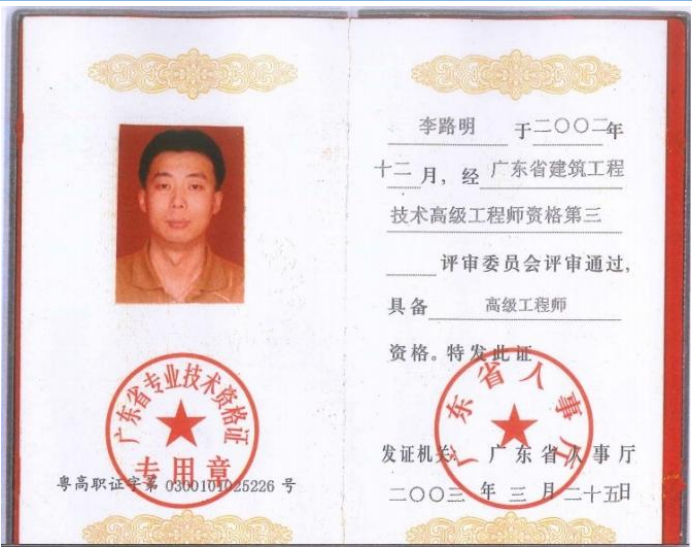 广东省专业技术资格证
专用章
粤高职证字第 0300101025226 号
李路明 于二〇〇二年
十二月，经 广东省建筑工程
技术高级工程师资格第三
评审委员会评审通过，
具备 高级工程师
资格。特发此证
广东省人事厅
发证机关： 广东省人事厅
二〇〇三 年 三 月 二十五日